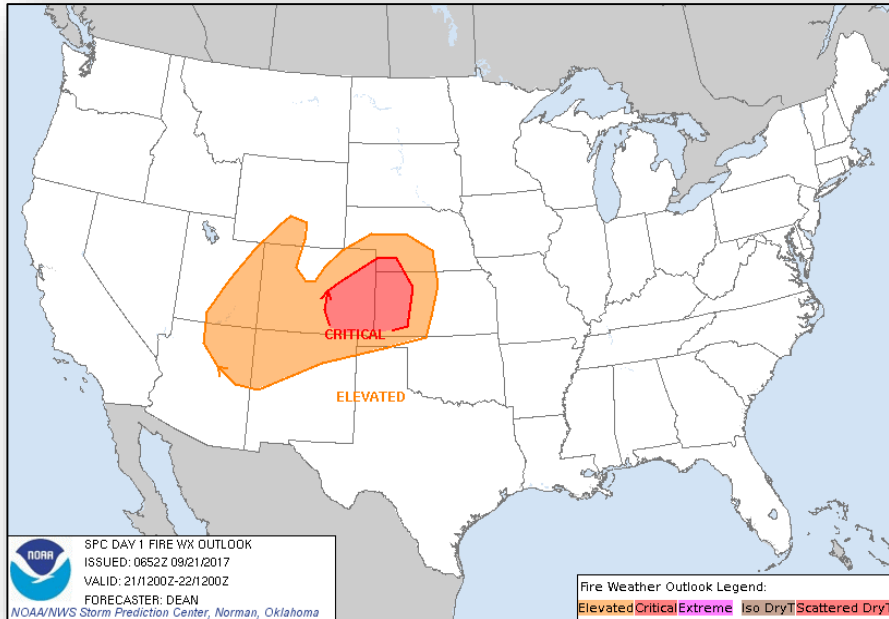 CRITICAL
ELEVATED
NOAA
SPC DAY 1 FIRE WX OUTLOOK
ISSUED: 0652Z 09/21/2017
VALID: 21/1200Z-22/1200Z
FORECASTER: DEAN
NOAA/NWS Storm Prediction Center, Norman, Oklahoma
Fire Weather Outlook Legend:
Elevated Critical Extreme Iso DryT Scattered DryT